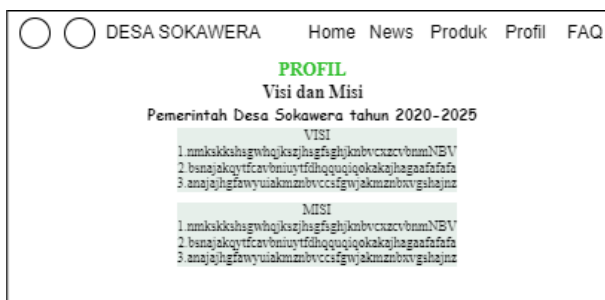 DESA SOKAWERA Home News Produk Profil FAQ
PROFIL
Visi dan Misi
Pemerintah Desa Sokawera tahun 2020-2025
VISI
1.nmkskkshsgwhqjkszjhsgfsghjknbvcxzcvbnmNBV
2.bsnajakqytfcavbniuytfdhqquqiqokakajhagaafafafa
3.anajajhgfawyuiakmznbvccsfgwjakmznbxvgshajnz
MISI
1.nmkskkshsgwhqjkszjhsgfsghjknbvcxzcvbnmNBV
2.bsnajakqytfcavbniuytfdhqquqiqokakajhagaafafafa
3.anajajhgfawyuiakmznbvccsfgwjakmznbxvgshajnz